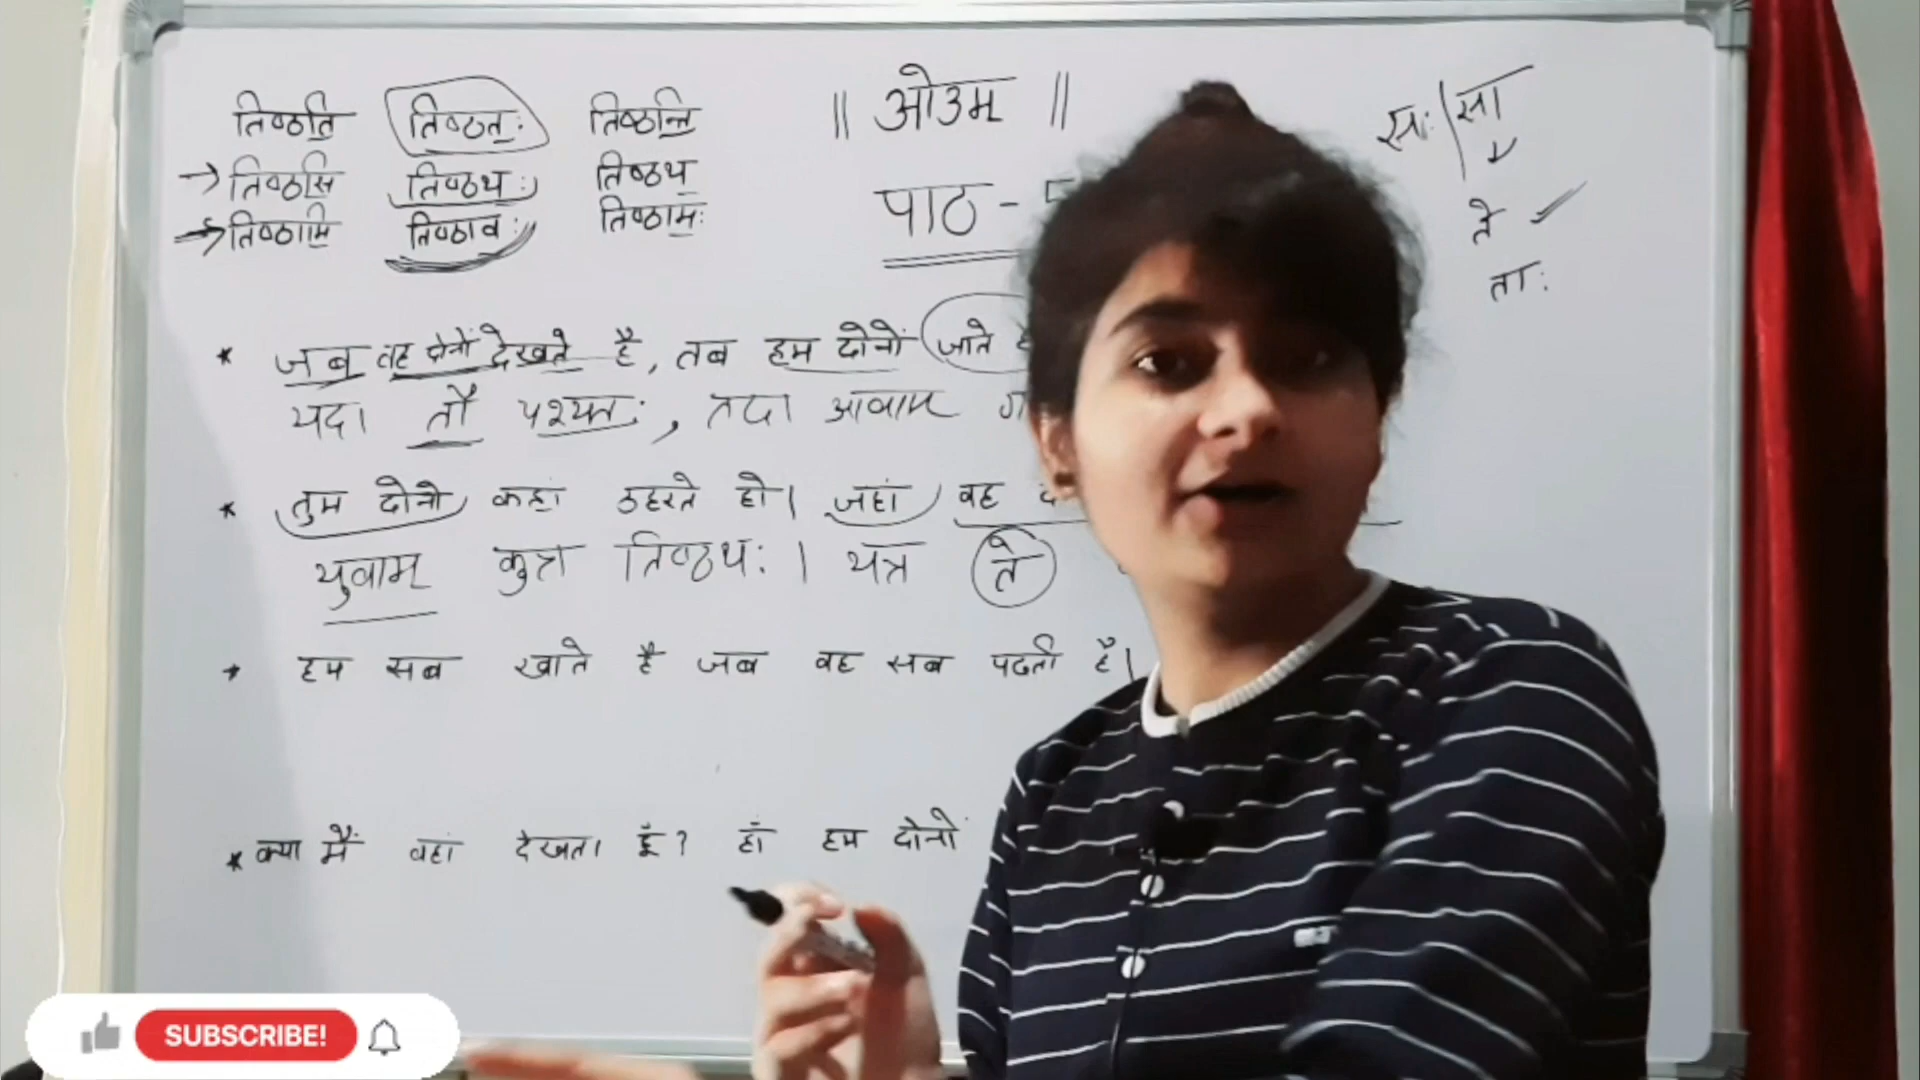 तिष्ठति तिष्ठतः तिष्ठन्ति
तिष्ठसि तिष्ठथः तिष्ठथ
तिष्ठामि तिष्ठावः तिष्ठामः
॥ ओउम् ॥
पाठ -
सः सा
ते
ताः
* जब वह दोनों देखते है, तब हम दोनों जाते
यदा तौ पश्यतः, तदा आवाम्
* तुम दोनो कहां ठहरते हो। जहां वह
युवाम् कुत्र तिष्ठथः। यत्र ते
* हम सब खाते है जब वह सब पढती है।
* क्या मैं वहां देखता हूँ? हाँ हम दोनों
SUBSCRIBE!